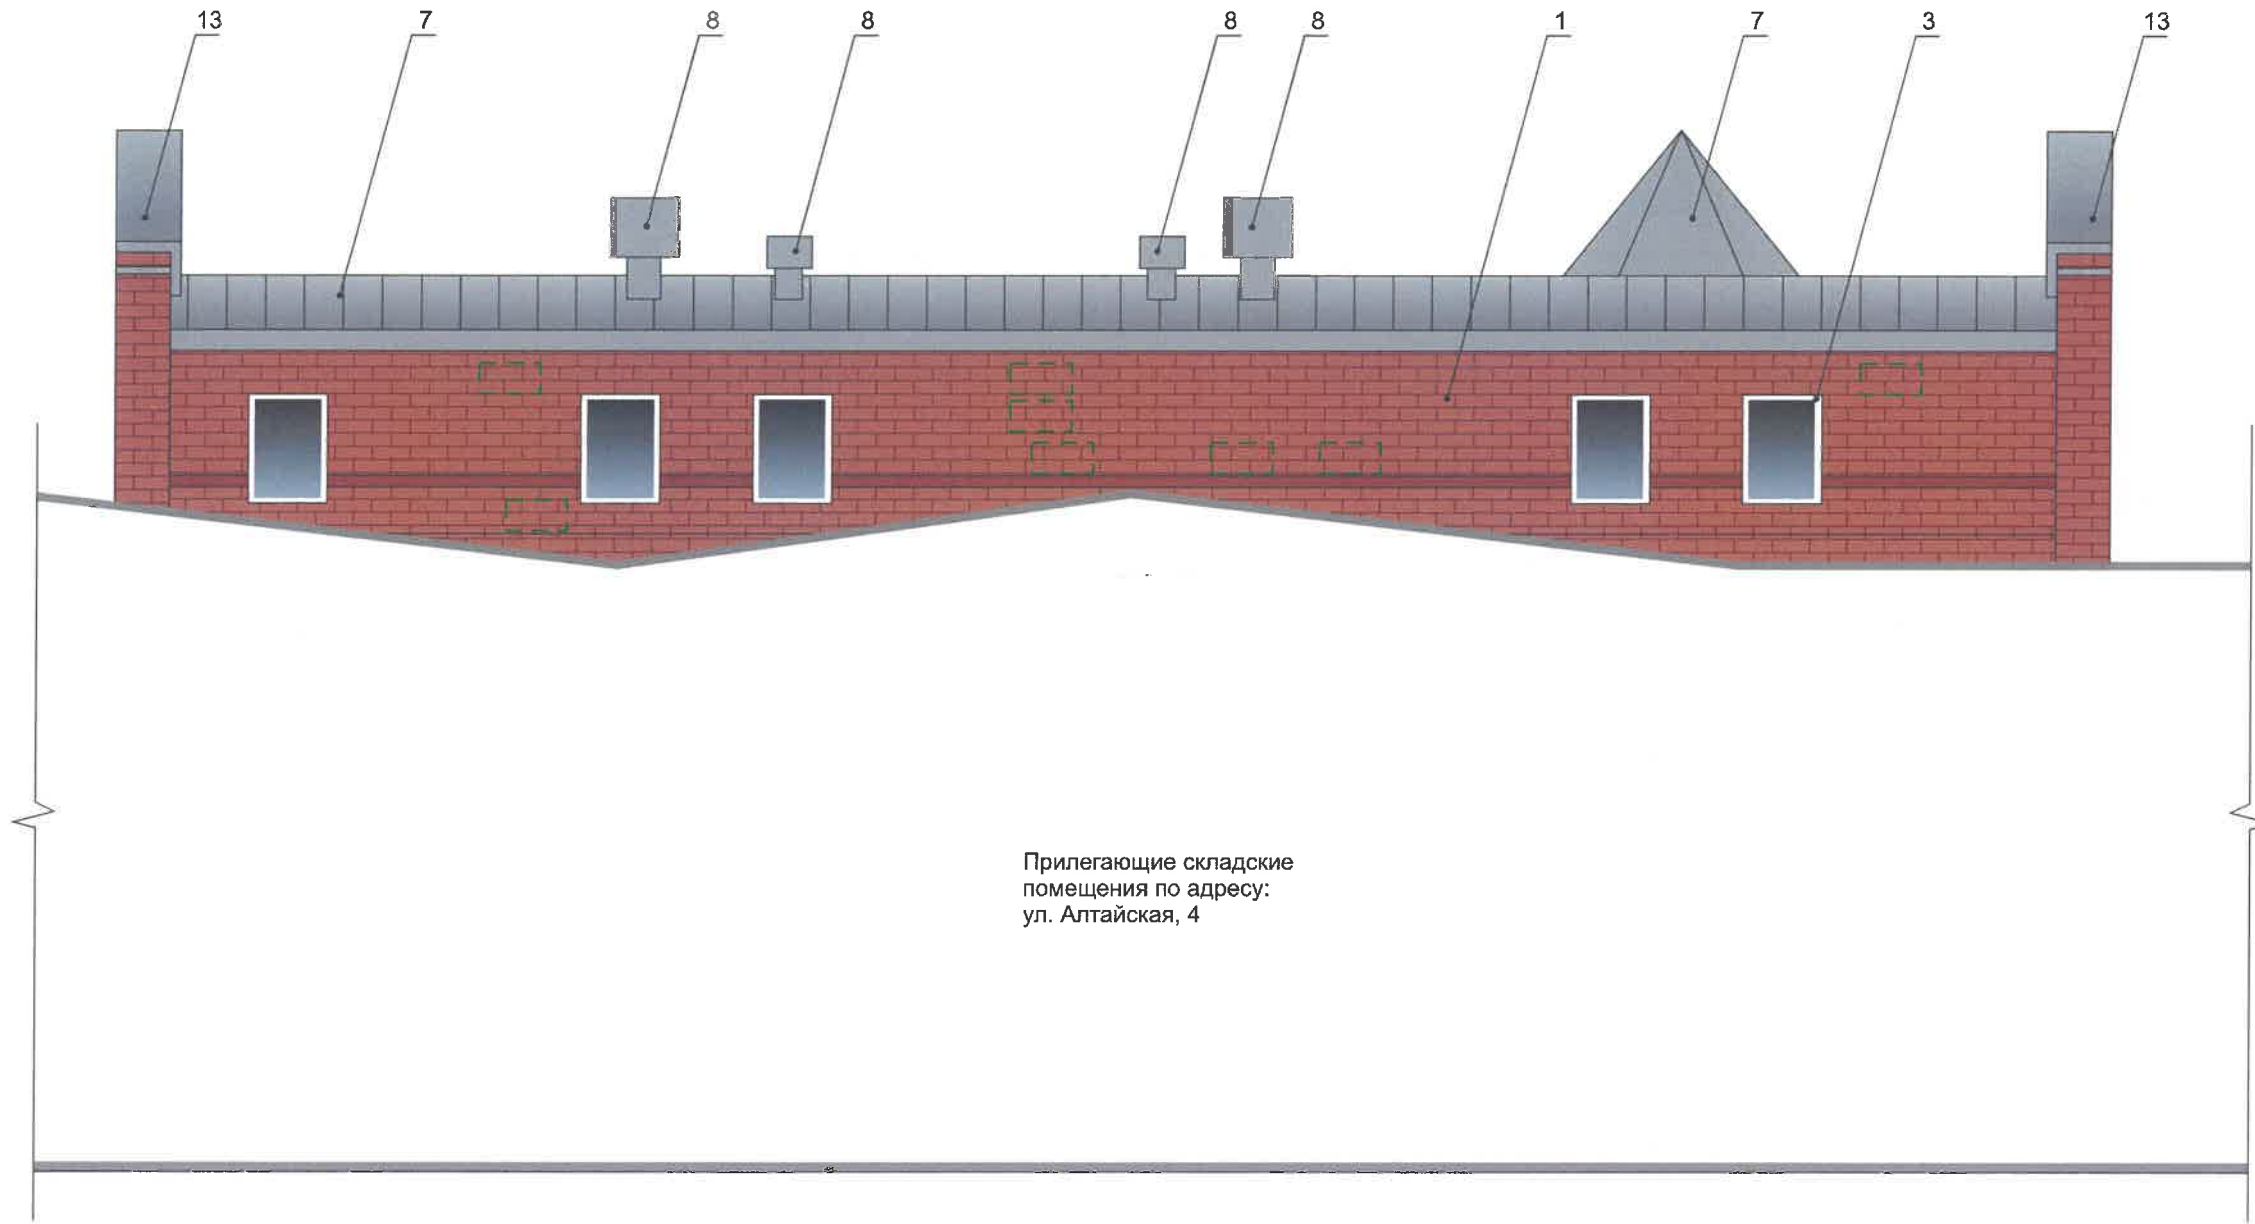 13 7 8 8 8 8 1 7 3 13
Прилегающие складские
помещения по адресу:
ул. Алтайская, 4